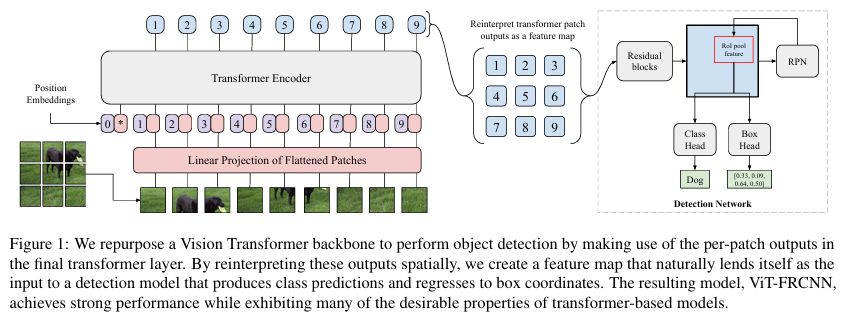 1 2 3 4 5 6 7 8 9
Transformer Encoder
Position
Embeddings
0 * 1 2 3 4 5 6 7 8 9
Linear Projection of Flattened Patches
Reinterpret transformer patch
outputs as a feature map
1 2 3
4 5 6
7 8 9
Residual
blocks
RoI pool
feature
RPN
Class
Head
Box
Head
Dog
[0.33, 0.09,
0.64, 0.50]
Detection Network
Figure 1: We repurpose a Vision Transformer backbone to perform object detection by making use of the per-patch outputs in
the final transformer layer. By reinterpreting these outputs spatially, we create a feature map that naturally lends itself as the
input to a detection model that produces class predictions and regresses to box coordinates. The resulting model, ViT-FRCNN,
achieves strong performance while exhibiting many of the desirable properties of transformer-based models.